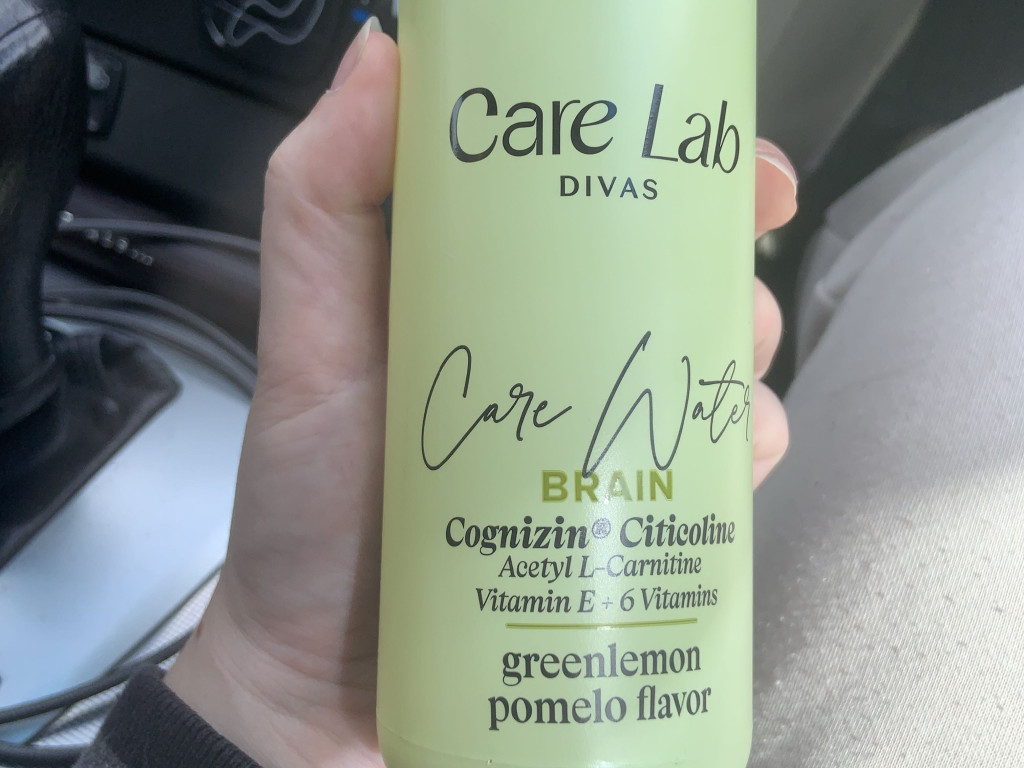 Care Lab
DIVAS
Care Water
BRAIN
Cognizin® Citicoline
Acetyl L-Carnitine
Vitamin E + 6 Vitamins
greenlemon
pomelo flavor